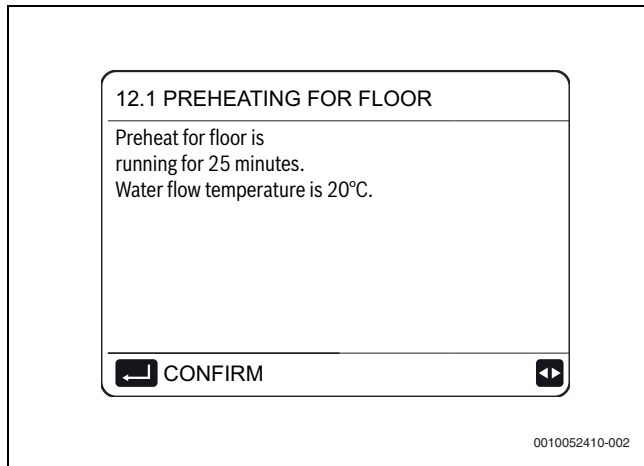 12.1 PREHEATING FOR FLOOR
Preheat for floor is
running for 25 minutes.
Water flow temperature is 20°C.
CONFIRM
0010052410-002